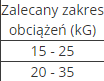 Zalecany zakres
obciążeń (kG)
15 - 25
20 - 35